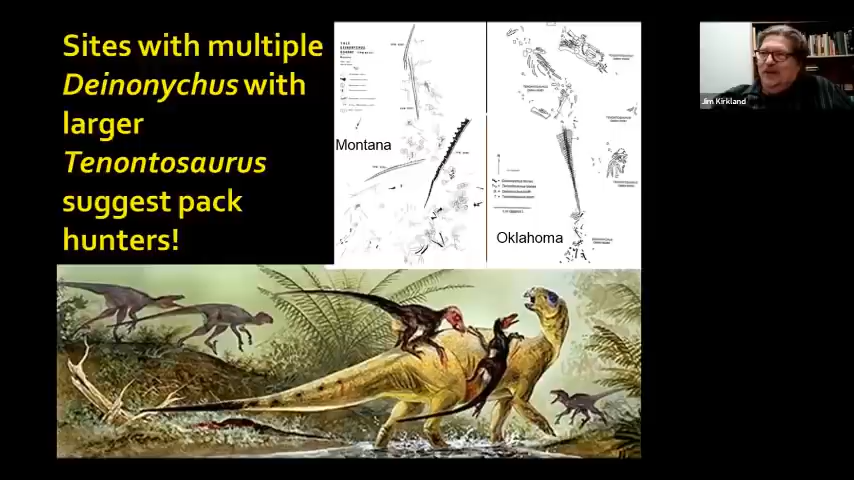 Sites with multiple
Deinonychus with
larger
Tenontosaurus
suggest pack
hunters!
Montana
Oklahoma
Jim Kirkland